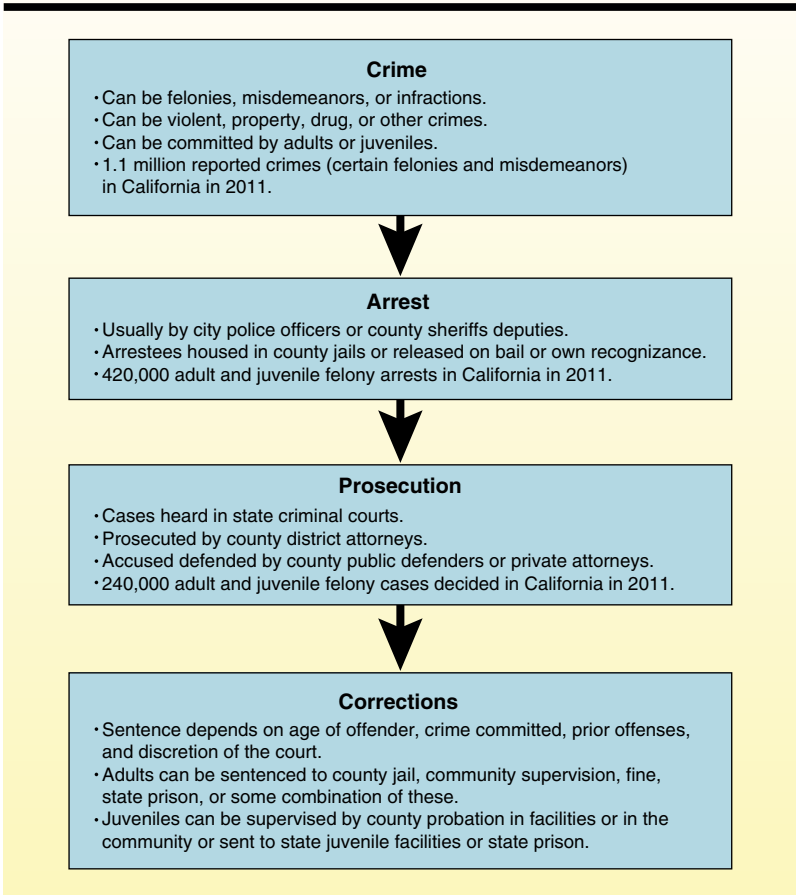 Crime
· Can be felonies, misdemeanors, or infractions.
· Can be violent, property, drug, or other crimes.
· Can be committed by adults or juveniles.
· 1.1 million reported crimes (certain felonies and misdemeanors)
in California in 2011.
Arrest
· Usually by city police officers or county sheriffs deputies.
· Arrestees housed in county jails or released on bail or own recognizance.
· 420,000 adult and juvenile felony arrests in California in 2011.
Prosecution
· Cases heard in state criminal courts.
· Prosecuted by county district attorneys.
· Accused defended by county public defenders or private attorneys.
· 240,000 adult and juvenile felony cases decided in California in 2011.
Corrections
· Sentence depends on age of offender, crime committed, prior offenses,
and discretion of the court.
· Adults can be sentenced to county jail, community supervision, fine,
state prison, or some combination of these.
· Juveniles can be supervised by county probation in facilities or in the
community or sent to state juvenile facilities or state prison.